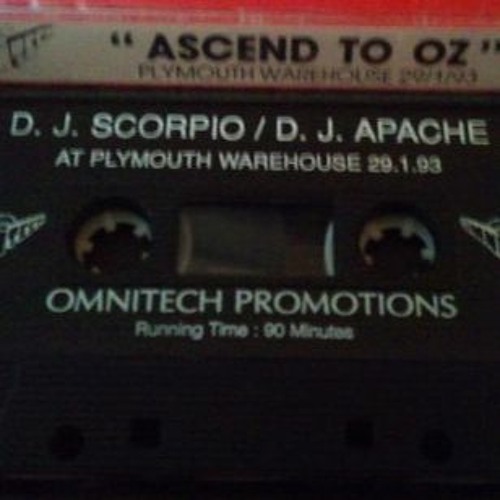 " ASCEND TO OZ "
PLYMOUTH WAREHOUSE 29/1/93
D. J. SCORPIO / D. J. APACHE
AT PLYMOUTH WAREHOUSE 29.1.93
OMNITECH PROMOTIONS
Running Time : 90 Minutes